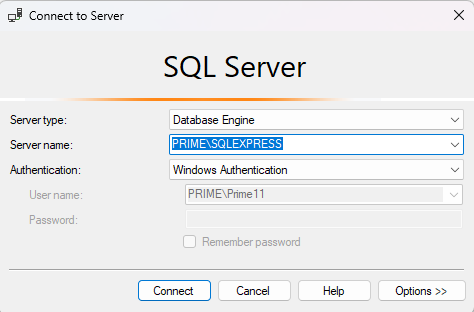 Connect to Server
SQL Server
Server type: Database Engine
Server name: PRIME\SQLEXPRESS
Authentication: Windows Authentication
User name: PRIME\Prime11
Password:
Remember password
Connect Cancel Help Options >>